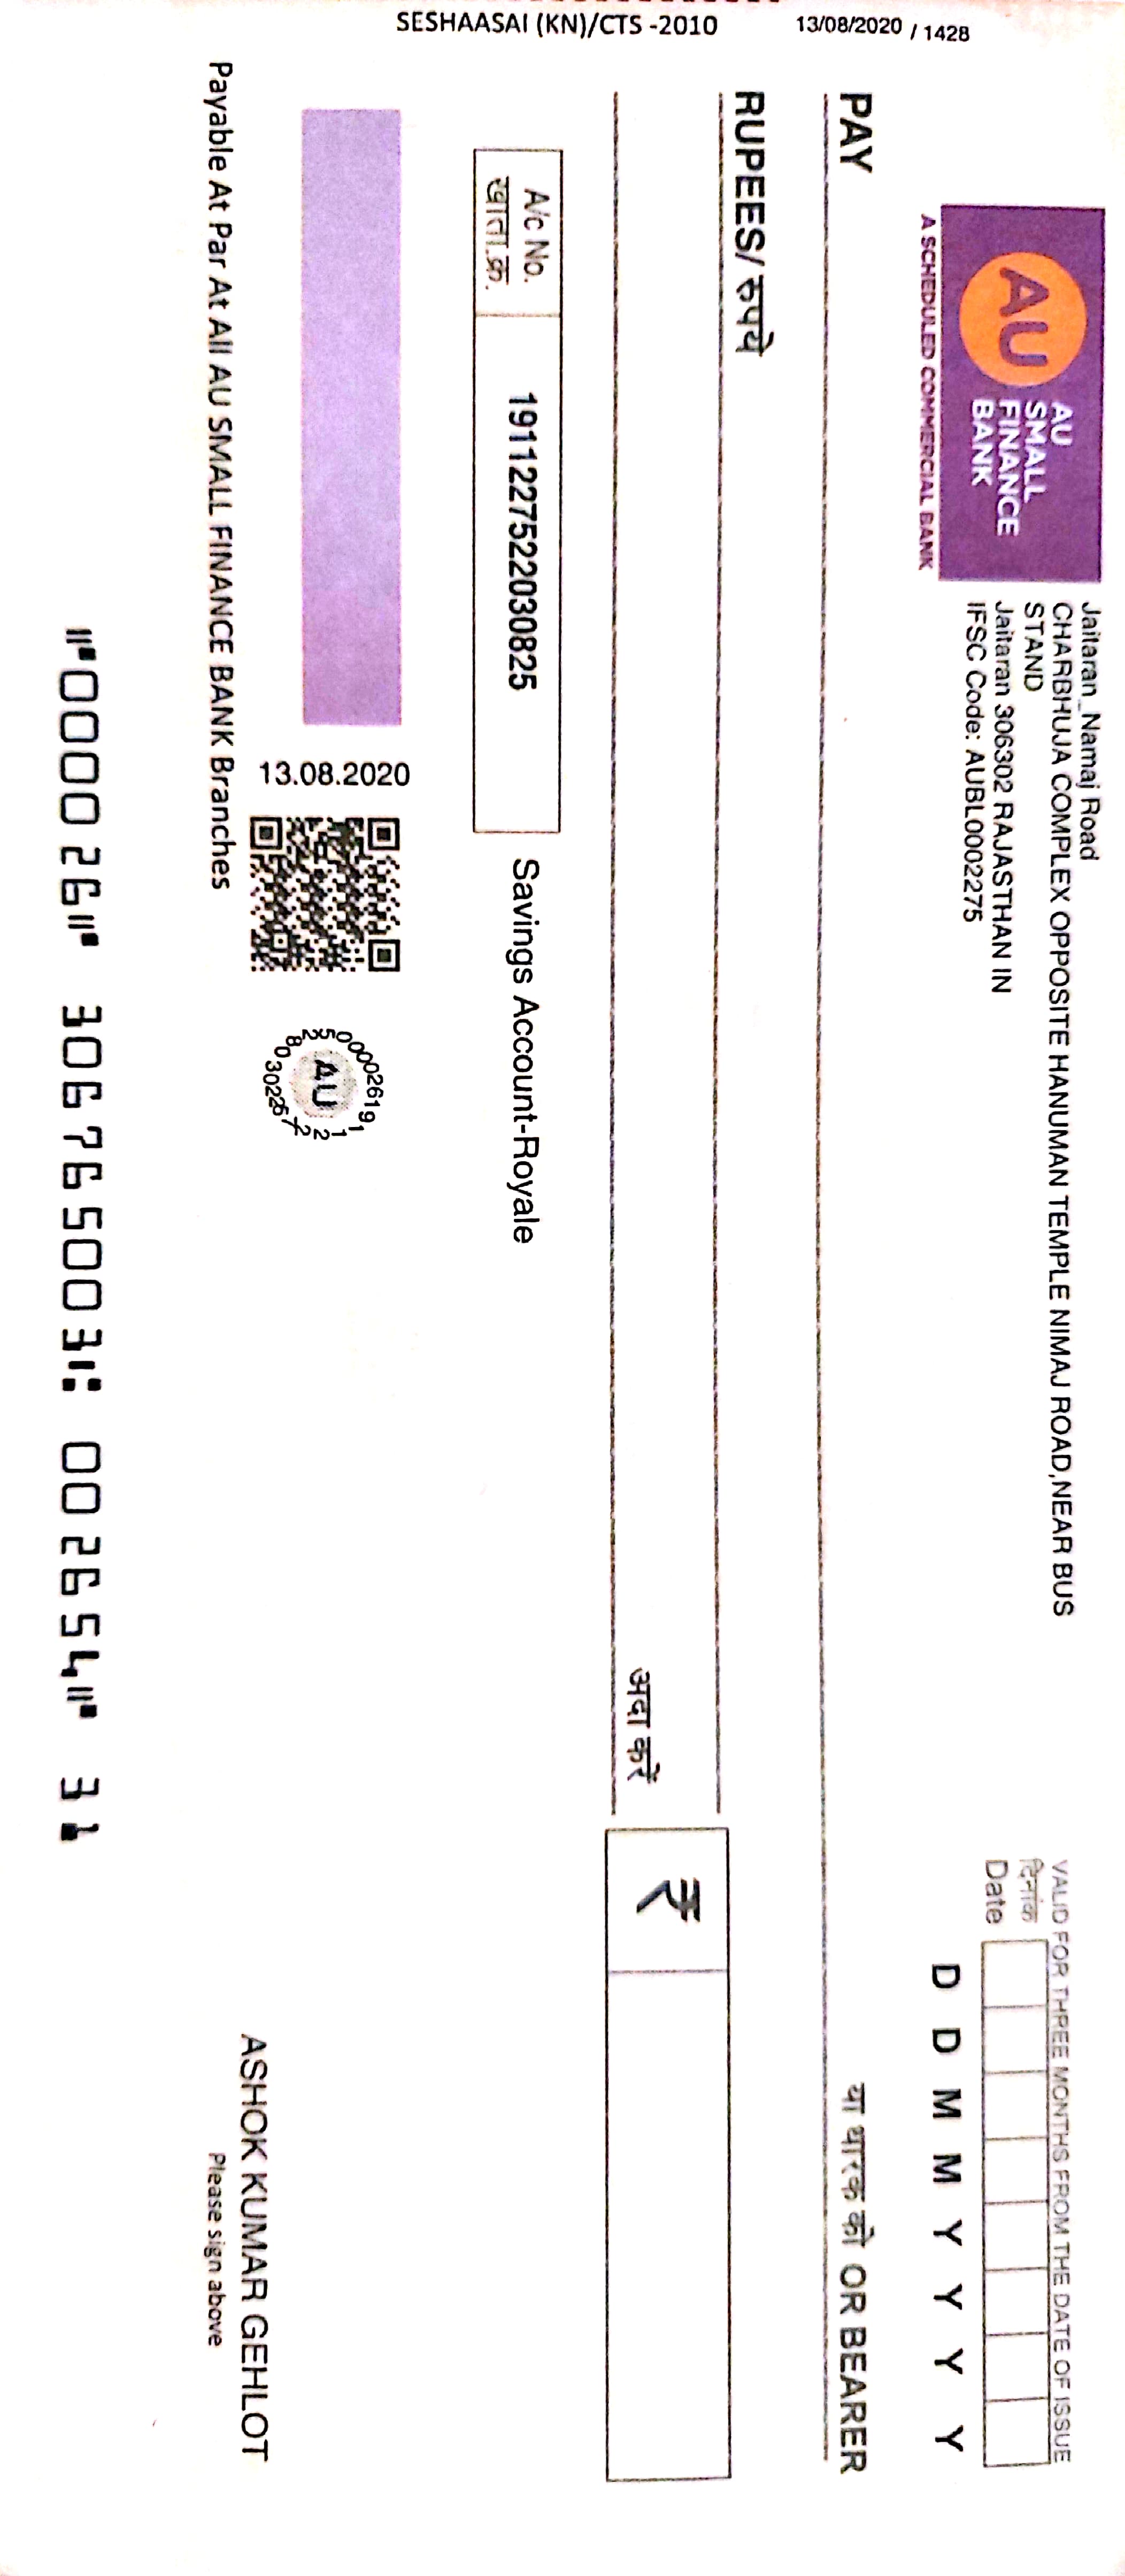 AU
AU
SMALL
FINANCE
BANK
A SCHEDULED COMMERCIAL BANK
Jaitaran_Namaj Road
CHARBHUJA COMPLEX OPPOSITE HANUMAN TEMPLE NIMAJ ROAD,NEAR BUS
STAND
Jaitaran 306302 RAJASTHAN IN
IFSC Code: AUBL0002275
VALID FOR THREE MONTHS FROM THE DATE OF ISSUE
दिनांक
Date
D D M M Y Y Y Y
PAY
या धारक को OR BEARER
RUPEES/ रुपये
अदा करें
₹
A/c No.
खाता.क्र.
1911227522030825
Savings Account-Royale
13.08.2020
AU
Payable At Par At All AU SMALL FINANCE BANK Branches
ASHOK KUMAR GEHLOT
Please sign above
⑈000026⑈ 306765003⑆ 002654⑈ 31
SESHAASAI (KN)/CTS -2010
13/08/2020 / 1428